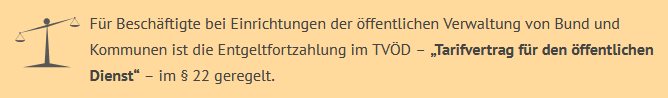 Für Beschäftigte bei Einrichtungen der öffentlichen Verwaltung von Bund und
Kommunen ist die Entgeltfortzahlung im TVÖD – „Tarifvertrag für den öffentlichen
Dienst“ – im § 22 geregelt.